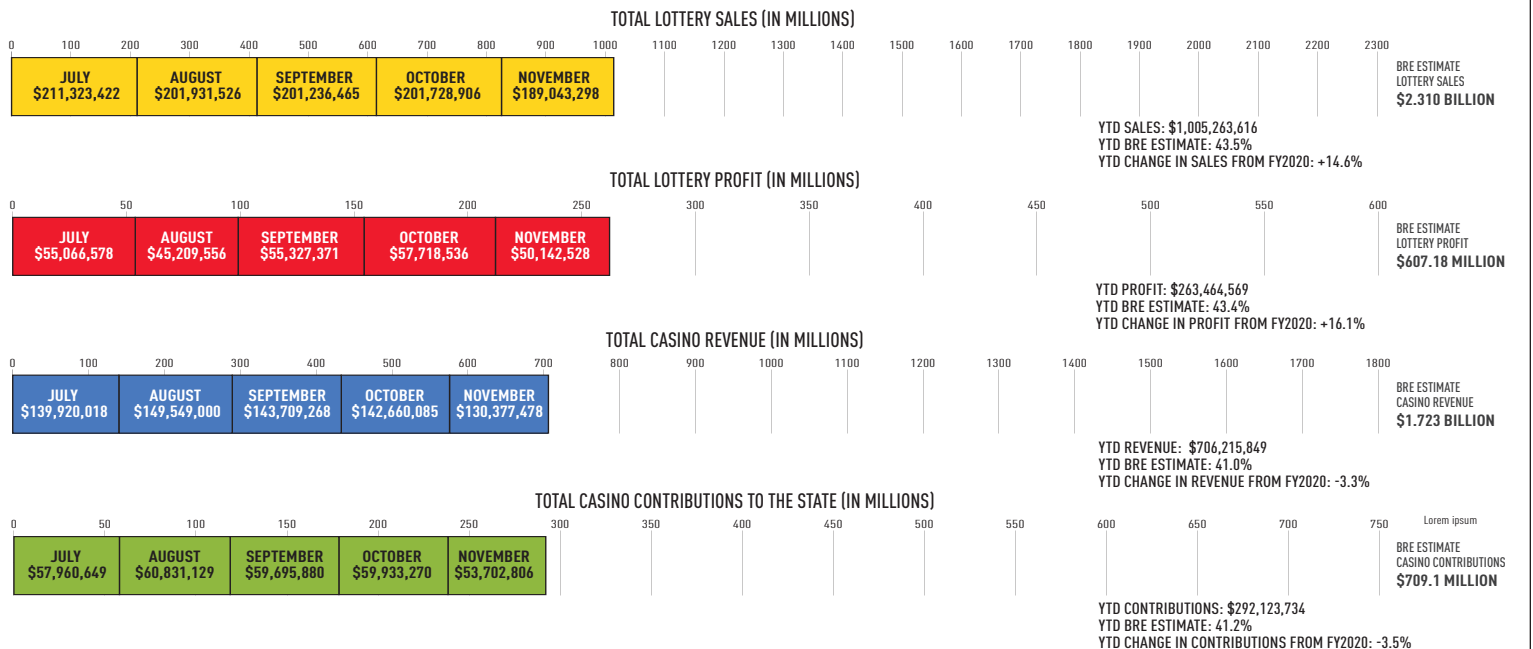 TOTAL LOTTERY SALES (IN MILLIONS)
0 100 200 300 400 500 600 700 800 900 1000 1100 1200 1300 1400 1500 1600 1700 1800 1900 2000 2100 2200 2300
JULY AUGUST SEPTEMBER OCTOBER NOVEMBER
$211,323,422 $201,931,526 $201,236,465 $201,728,906 $189,043,298
BRE ESTIMATE
LOTTERY SALES
$2.310 BILLION
YTD SALES: $1,005,263,616
YTD BRE ESTIMATE: 43.5%
YTD CHANGE IN SALES FROM FY2020: +14.6%
TOTAL LOTTERY PROFIT (IN MILLIONS)
0 50 100 150 200 250 300 350 400 450 500 550 600
JULY AUGUST SEPTEMBER OCTOBER NOVEMBER
$55,066,578 $45,209,556 $55,327,371 $57,718,536 $50,142,528
BRE ESTIMATE
LOTTERY PROFIT
$607.18 MILLION
YTD PROFIT: $263,464,569
YTD BRE ESTIMATE: 43.4%
YTD CHANGE IN PROFIT FROM FY2020: +16.1%
TOTAL CASINO REVENUE (IN MILLIONS)
0 100 200 300 400 500 600 700 800 900 1000 1100 1200 1300 1400 1500 1600 1700 1800
JULY AUGUST SEPTEMBER OCTOBER NOVEMBER
$139,920,018 $149,549,000 $143,709,268 $142,660,085 $130,377,478
BRE ESTIMATE
CASINO REVENUE
$1.723 BILLION
YTD REVENUE: $706,215,849
YTD BRE ESTIMATE: 41.0%
YTD CHANGE IN REVENUE FROM FY2020: -3.3%
TOTAL CASINO CONTRIBUTIONS TO THE STATE (IN MILLIONS)
0 50 100 150 200 250 300 350 400 450 500 550 600 650 700 750 Lorem ipsum
JULY AUGUST SEPTEMBER OCTOBER NOVEMBER
$57,960,649 $60,831,129 $59,695,880 $59,933,270 $53,702,806
BRE ESTIMATE
CASINO CONTRIBUTIONS
$709.1 MILLION
YTD CONTRIBUTIONS: $292,123,734
YTD BRE ESTIMATE: 41.2%
YTD CHANGE IN CONTRIBUTIONS FROM FY2020: -3.5%